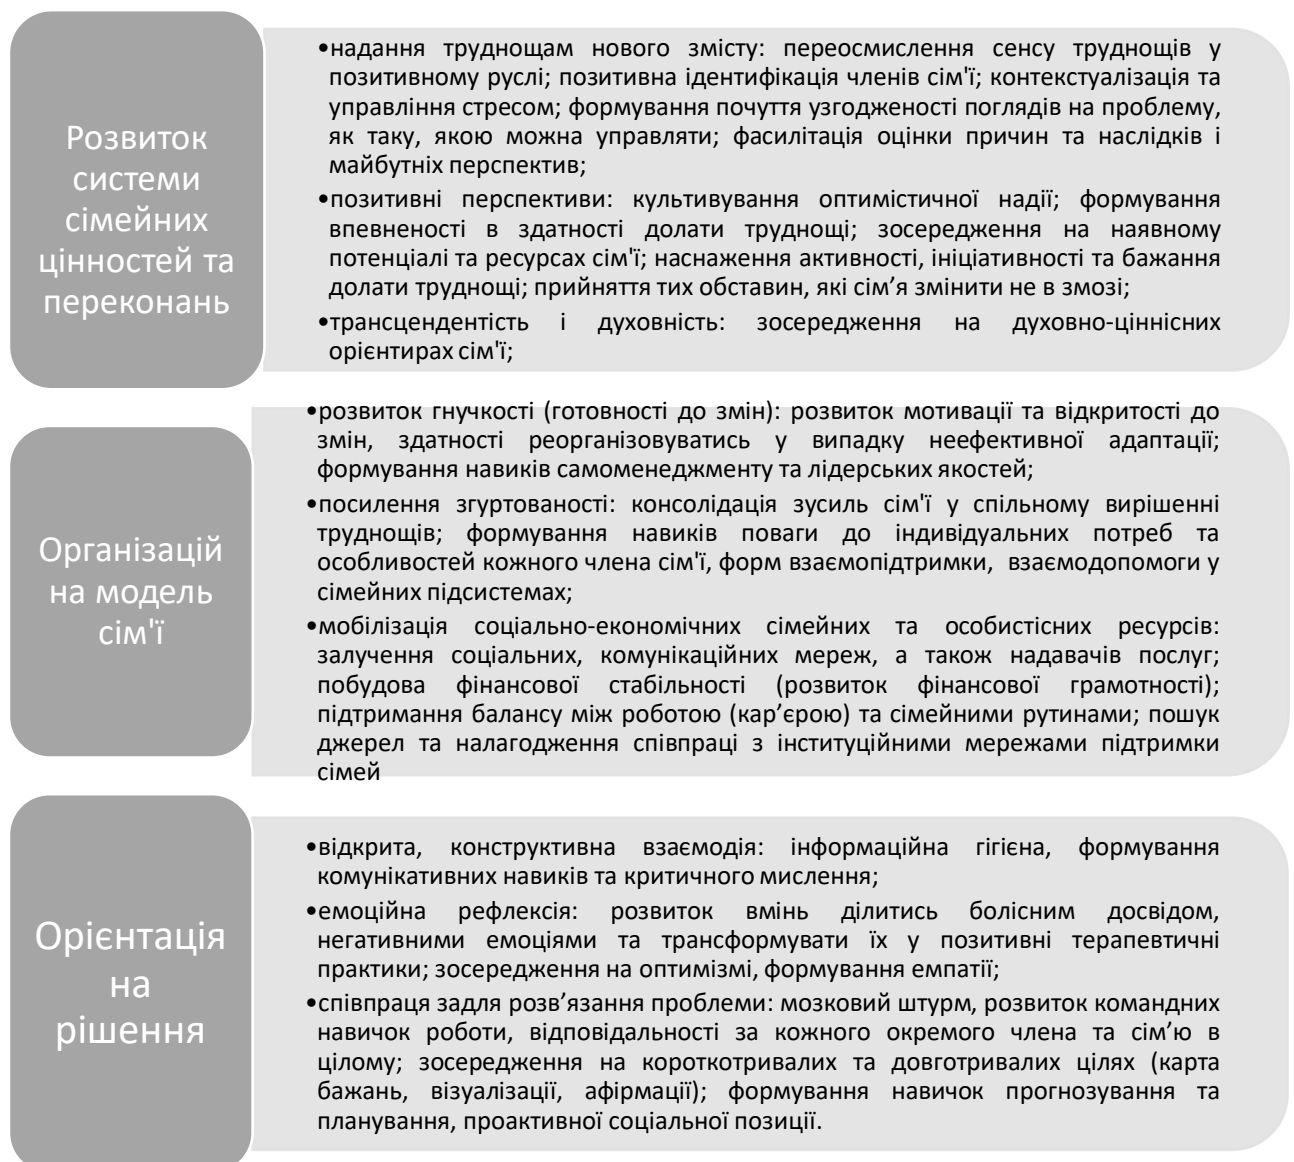 Розвиток
системи
сімейних
цінностей та
переконань
•надання труднощам нового змісту: переосмислення сенсу труднощів у
позитивному руслі; позитивна ідентифікація членів сім'ї; контекстуалізація та
управління стресом; формування почуття узгодженості поглядів на проблему,
як таку, якою можна управляти; фасилітація оцінки причин та наслідків і
майбутніх перспектив;
•позитивні перспективи: культивування оптимістичної надії; формування
впевненості в здатності долати труднощі; зосередження на наявному
потенціалі та ресурсах сім'ї; наснаження активності, ініціативності та бажання
долати труднощі; прийняття тих обставин, які сім’я змінити не в змозі;
•трансцендентість і духовність: зосередження на духовно-ціннісних
орієнтирах сім'ї;
Організацій
на модель
сім'ї
•розвиток гнучкості (готовності до змін): розвиток мотивації та відкритості до
змін, здатності реорганізовуватись у випадку неефективної адаптації;
формування навиків самоменеджменту та лідерських якостей;
•посилення згуртованості: консолідація зусиль сім'ї у спільному вирішенні
труднощів; формування навиків поваги до індивідуальних потреб та
особливостей кожного члена сім'ї, форм взаємопідтримки, взаємодопомоги у
сімейних підсистемах;
•мобілізація соціально-економічних сімейних та особистісних ресурсів:
залучення соціальних, комунікаційних мереж, а також надавачів послуг;
побудова фінансової стабільності (розвиток фінансової грамотності);
підтримання балансу між роботою (кар’єрою) та сімейними рутинами; пошук
джерел та налагодження співпраці з інституційними мережами підтримки
сімей
Орієнтація
на
рішення
•відкрита, конструктивна взаємодія: інформаційна гігієна, формування
комунікативних навиків та критичного мислення;
•емоційна рефлексія: розвиток вмінь ділитись болісним досвідом,
негативними емоціями та трансформувати їх у позитивні терапевтичні
практики; зосередження на оптимізмі, формування емпатії;
•співпраця задля розв’язання проблеми: мозковий штурм, розвиток командних
навичок роботи, відповідальності за кожного окремого члена та сім’ю в
цілому; зосередження на короткотривалих та довготривалих цілях (карта
бажань, візуалізації, афірмації); формування навичок прогнозування та
планування, проактивної соціальної позиції.